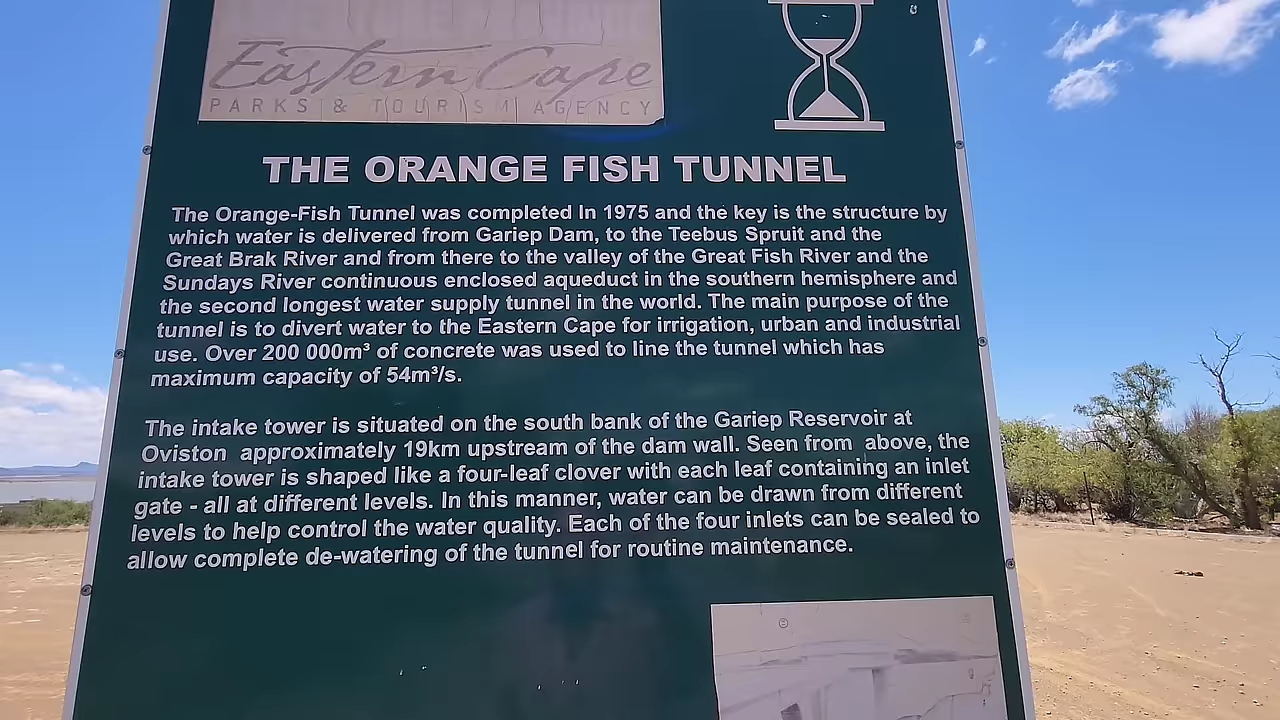 Eastern Cape
PARKS & TOURISM AGENCY
THE ORANGE FISH TUNNEL
The Orange-Fish Tunnel was completed In 1975 and the key is the structure by
which water is delivered from Gariep Dam, to the Teebus Spruit and the
Great Brak River and from there to the valley of the Great Fish River and the
Sundays River continuous enclosed aqueduct in the southern hemisphere and
the second longest water supply tunnel in the world. The main purpose of the
tunnel is to divert water to the Eastern Cape for irrigation, urban and industrial
use. Over 200 000m³ of concrete was used to line the tunnel which has
maximum capacity of 54m³/s.
The intake tower is situated on the south bank of the Gariep Reservoir at
Oviston approximately 19km upstream of the dam wall. Seen from above, the
intake tower is shaped like a four-leaf clover with each leaf containing an inlet
gate - all at different levels. In this manner, water can be drawn from different
levels to help control the water quality. Each of the four inlets can be sealed to
allow complete de-watering of the tunnel for routine maintenance.